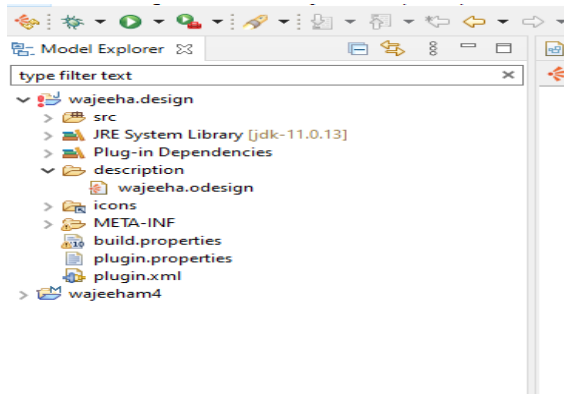 Model Explorer
type filter text
wajeeha.design
src
JRE System Library [jdk-11.0.13]
Plug-in Dependencies
description
wajeeha.odesign
icons
META-INF
build.properties
plugin.properties
plugin.xml
wajeeham4